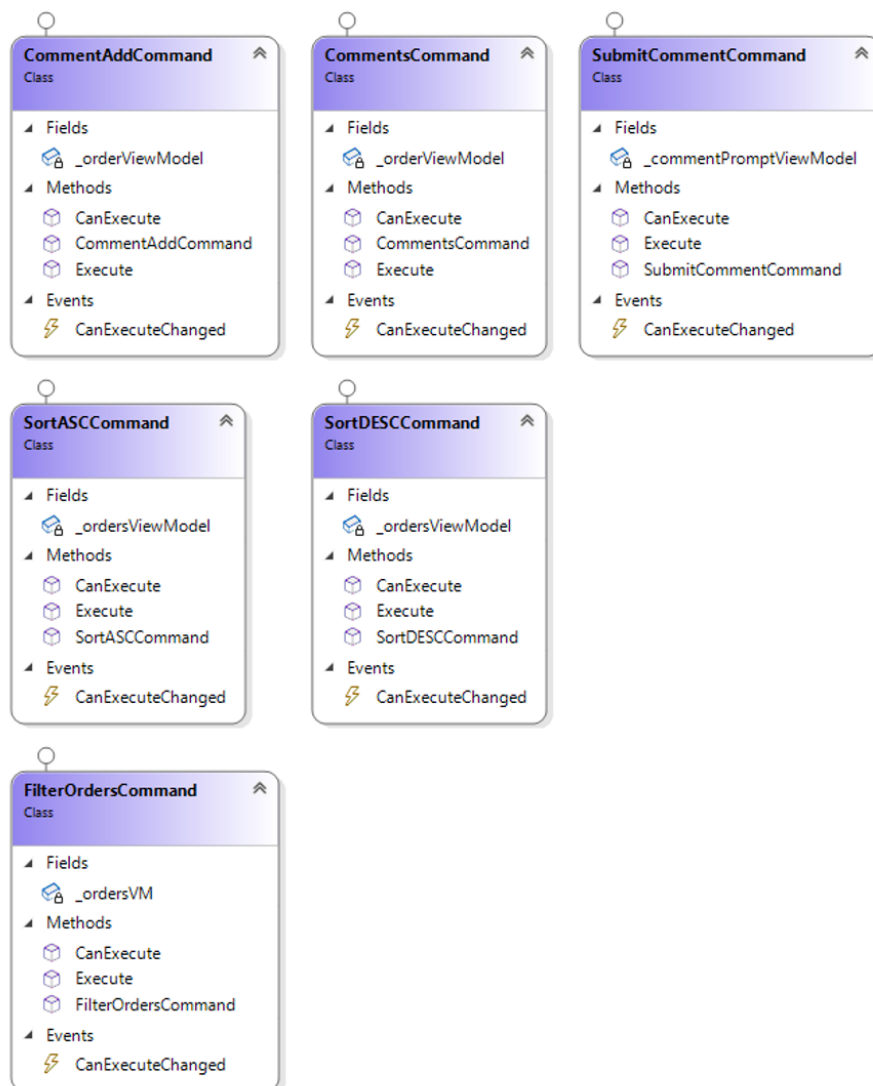 CommentAddCommand
Class
Fields
_orderViewModel
Methods
CanExecute
CommentAddCommand
Execute
Events
CanExecuteChanged
CommentsCommand
Class
Fields
_orderViewModel
Methods
CanExecute
CommentsCommand
Execute
Events
CanExecuteChanged
SubmitCommentCommand
Class
Fields
_commentPromptViewModel
Methods
CanExecute
Execute
SubmitCommentCommand
Events
CanExecuteChanged
SortASCCommand
Class
Fields
_ordersViewModel
Methods
CanExecute
Execute
SortASCCommand
Events
CanExecuteChanged
SortDESCCommand
Class
Fields
_ordersViewModel
Methods
CanExecute
Execute
SortDESCCommand
Events
CanExecuteChanged
FilterOrdersCommand
Class
Fields
_ordersVM
Methods
CanExecute
Execute
FilterOrdersCommand
Events
CanExecuteChanged